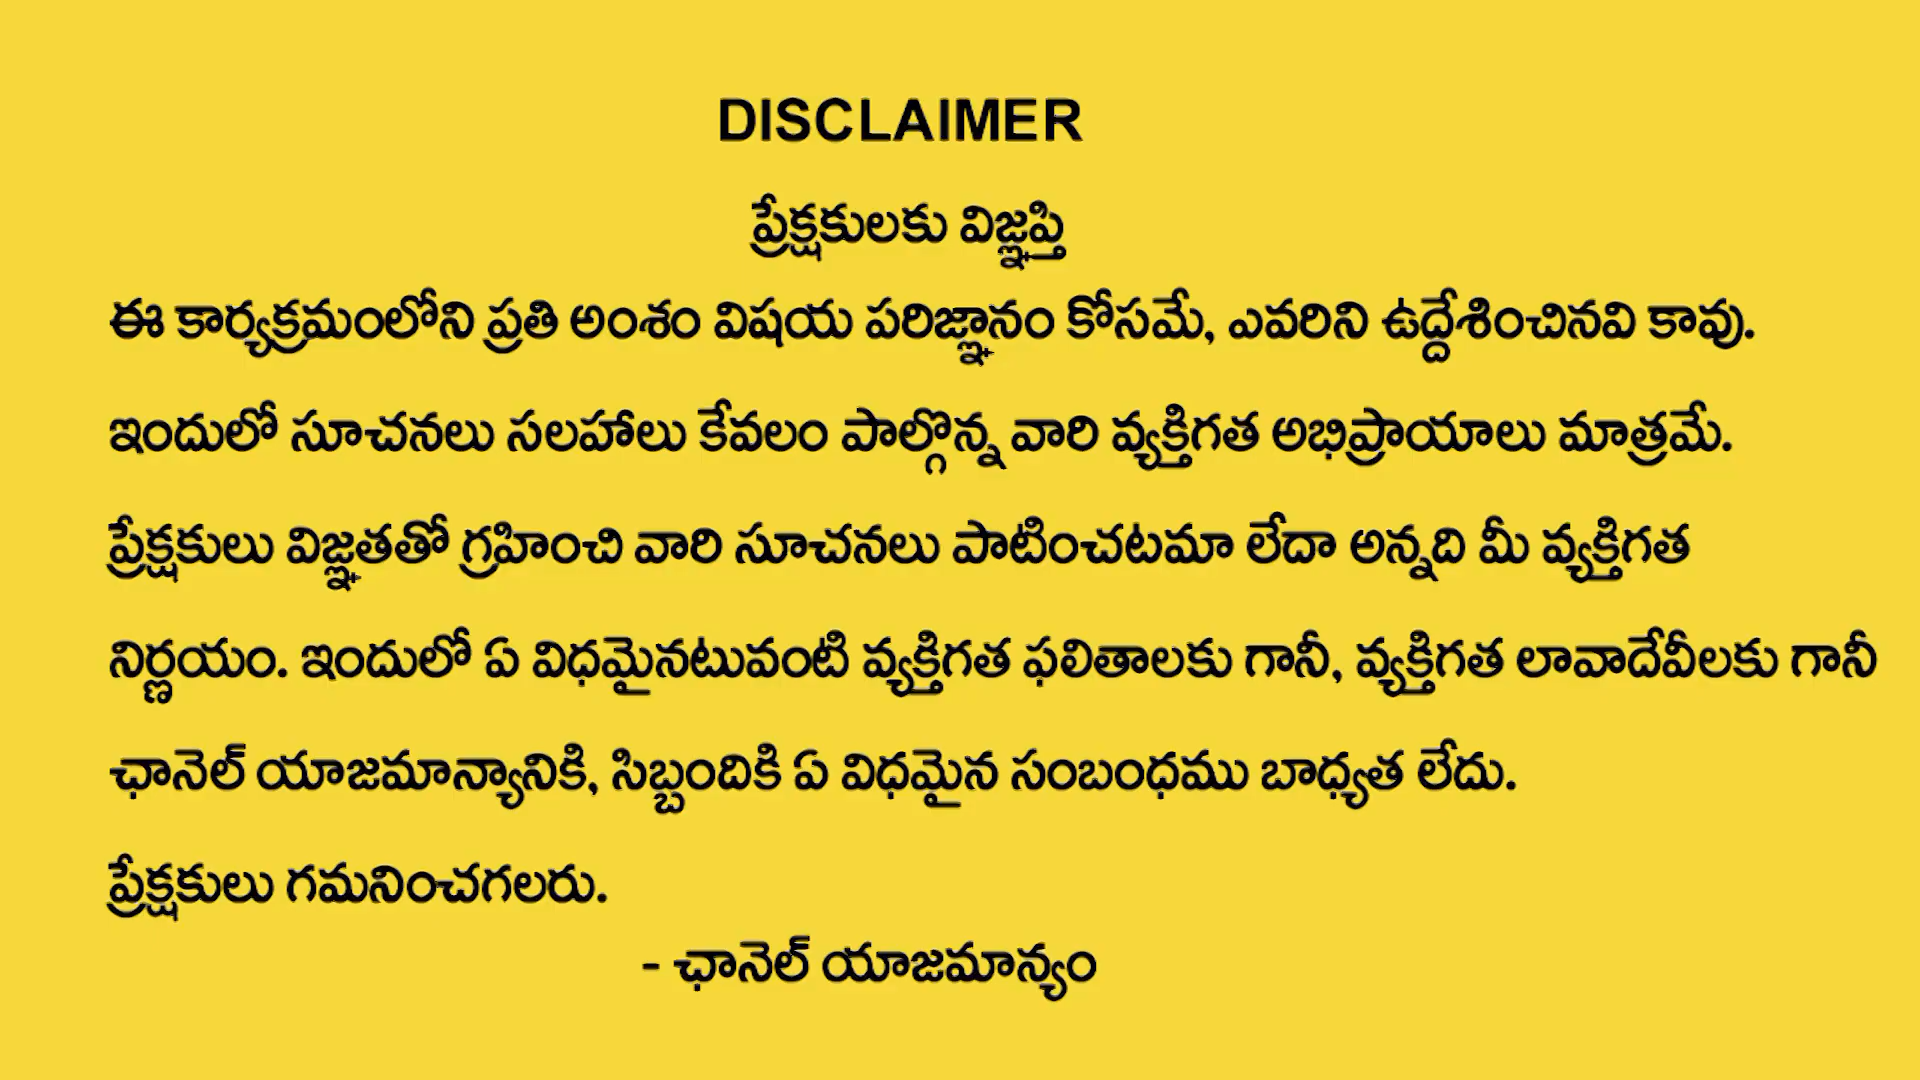 DISCLAIMER
ప్రేక్షకులకు విజ్ఞప్తి
ఈ కార్యక్రమంలోని ప్రతి అంశం విషయ పరిజ్ఞానం కోసమే, ఎవరిని ఉద్దేశించినవి కావు.
ఇందులో సూచనలు సలహాలు కేవలం పాల్గొన్న వారి వ్యక్తిగత అభిప్రాయాలు మాత్రమే.
ప్రేక్షకులు విజ్ఞతతో గ్రహించి వారి సూచనలు పాటించటమా లేదా అన్నది మీ వ్యక్తిగత
నిర్ణయం. ఇందులో ఏ విధమైనటువంటి వ్యక్తిగత ఫలితాలకు గానీ, వ్యక్తిగత లావాదేవీలకు గానీ
ఛానెల్ యాజమాన్యానికి, సిబ్బందికి ఏ విధమైన సంబంధము బాధ్యత లేదు.
ప్రేక్షకులు గమనించగలరు.
- ఛానెల్ యాజమాన్యం